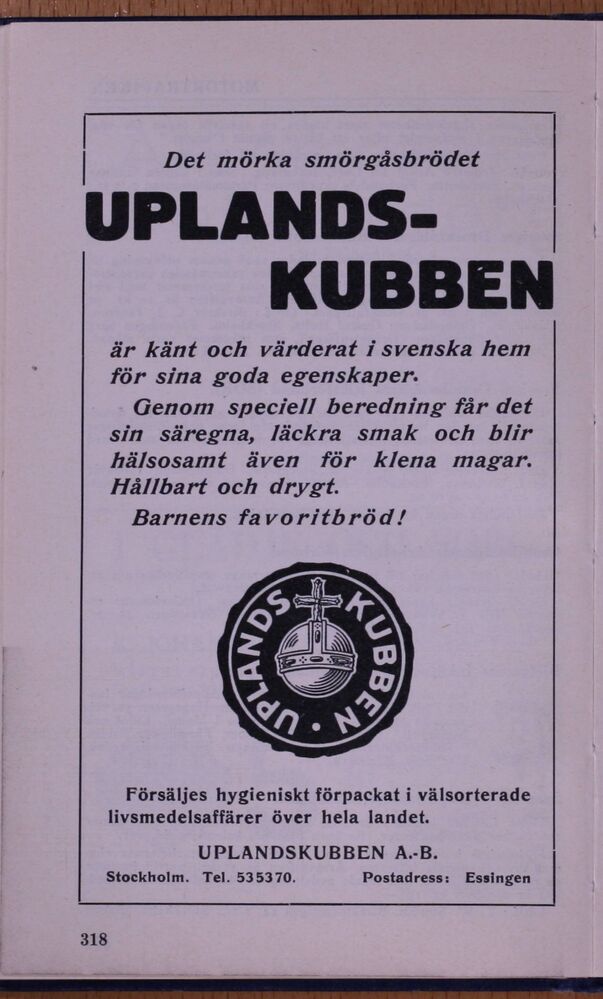 Det mörka smörgåsbrödet
UPLANDS-
KUBBEN
är känt och värderat i svenska hem
för sina goda egenskaper.
Genom speciell beredning får det
sin säregna, läckra smak och blir
hälsosamt även för klena magar.
Hållbart och drygt.
Barnens favoritbröd!
UPLANDS KUBBEN
Försäljes hygieniskt förpackat i välsorterade
livsmedelsaffärer över hela landet.
UPLANDSKUBBEN A.-B.
Stockholm. Tel. 535370. Postadress: Essingen
318